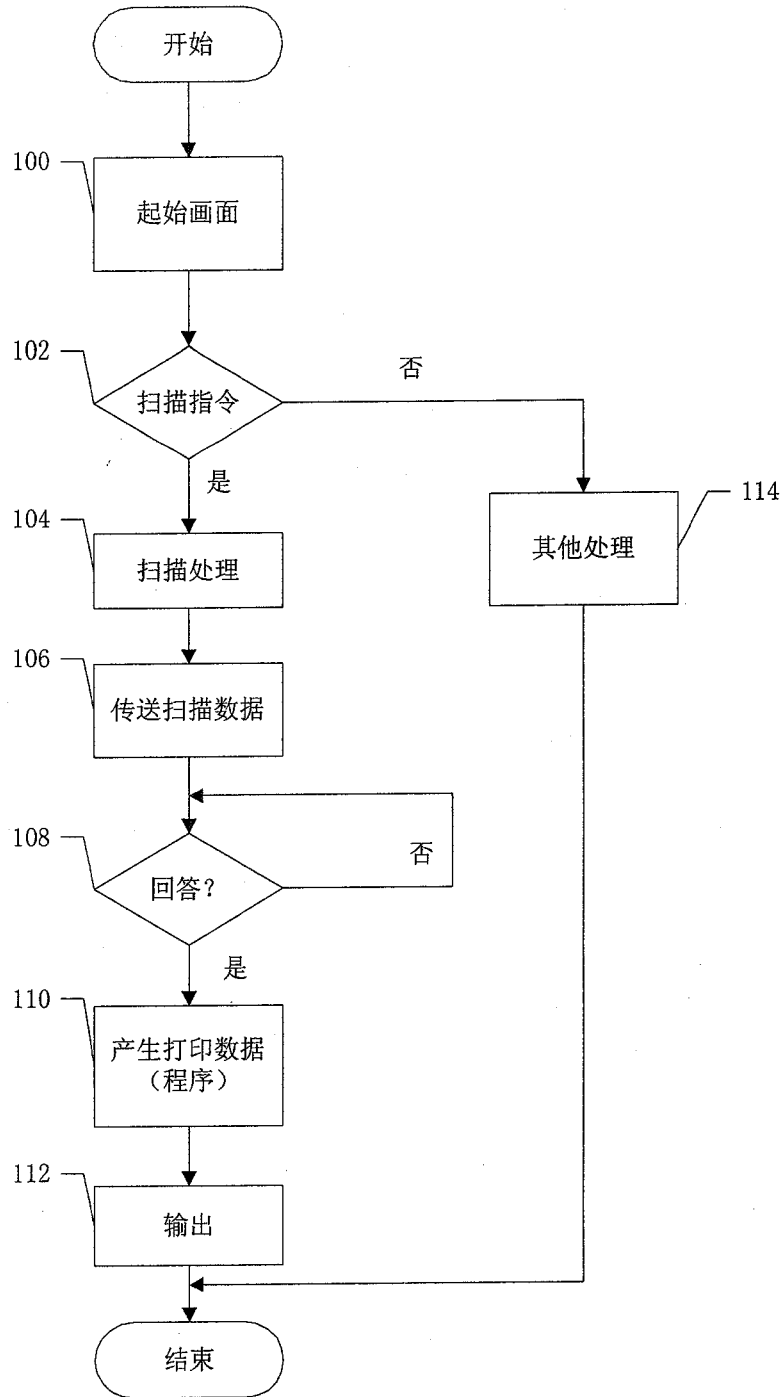 开始
100
起始画面
102
扫描指令
否
是
104
扫描处理
114
其他处理
106
传送扫描数据
108
回答?
否
是
110
产生打印数据
(程序)
112
输出
结束